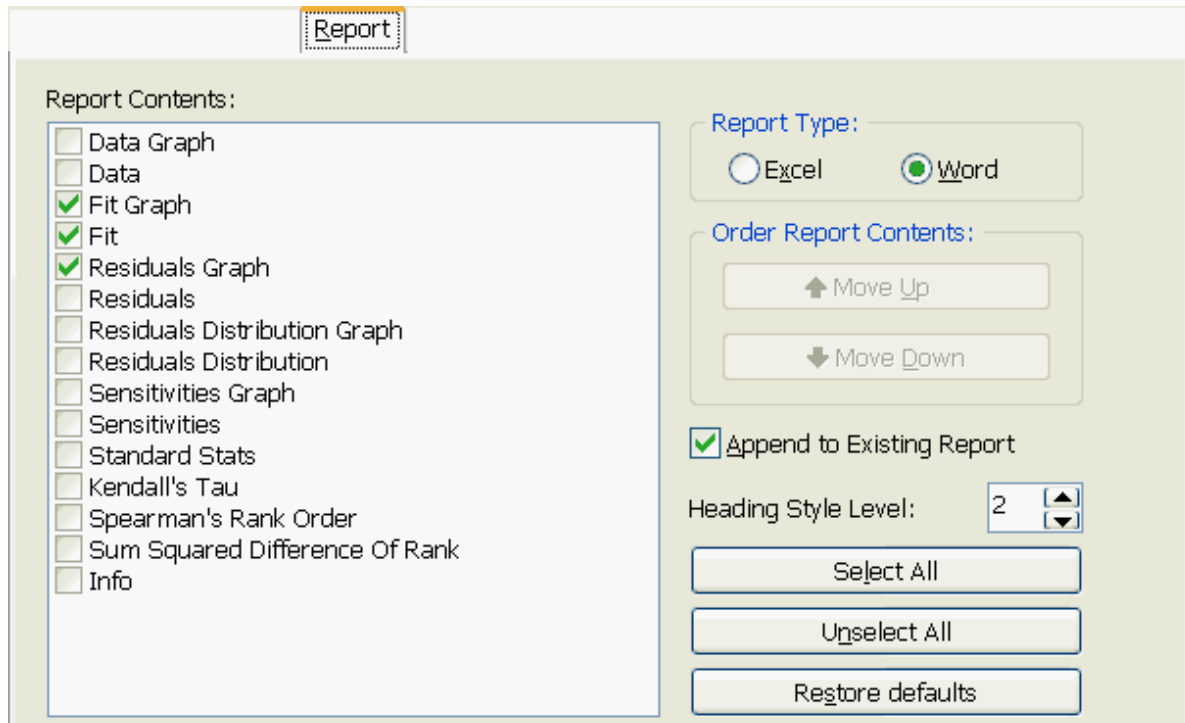 Report
Report Contents:
Data Graph
Data
Fit Graph
Fit
Residuals Graph
Residuals
Residuals Distribution Graph
Residuals Distribution
Sensitivities Graph
Sensitivities
Standard Stats
Kendall's Tau
Spearman's Rank Order
Sum Squared Difference Of Rank
Info
Report Type:
Excel Word
Order Report Contents:
Move Up
Move Down
Append to Existing Report
Heading Style Level: 2
Select All
Unselect All
Restore defaults